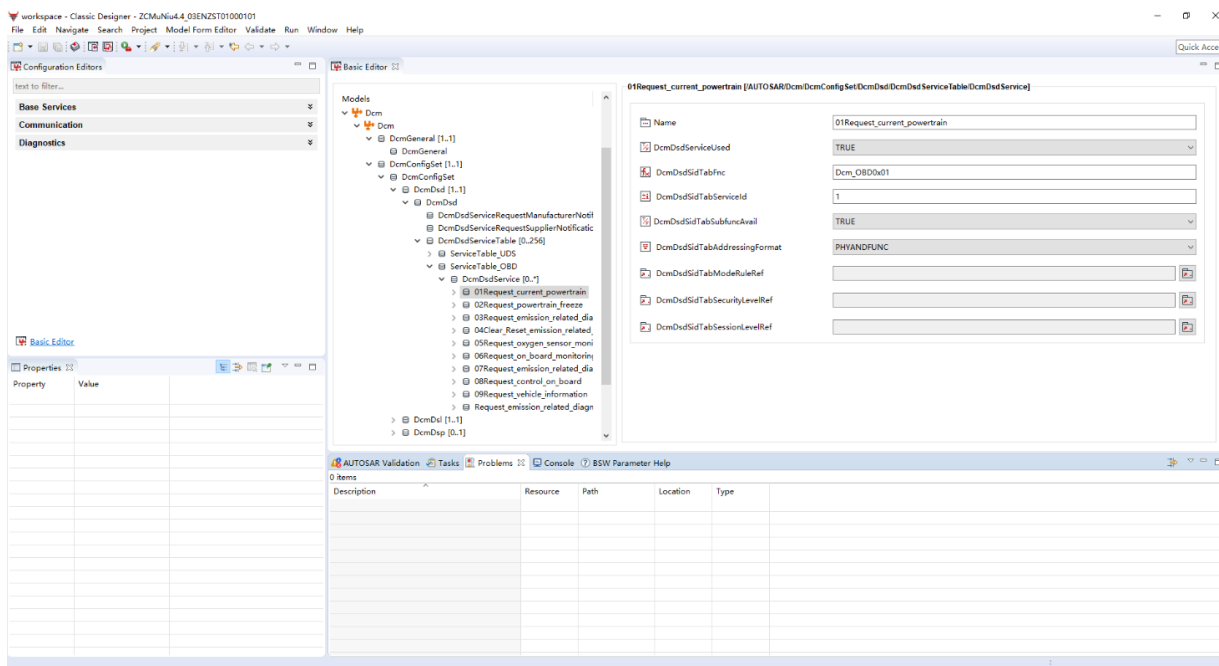 workspace - Classic Designer - ZCMuNiu4.4_03ENZST01000101
File Edit Navigate Search Project Model Form Editor Validate Run Window Help
Quick Acce
Configuration Editors
text to filter...
Base Services
Communication
Diagnostics
Basic Editor
Properties
Property Value
Basic Editor
Models
Dcm
Dcm
DcmGeneral [1..1]
DcmGeneral
DcmConfigSet [1..1]
DcmConfigSet
DcmDsd [1..1]
DcmDsd
DcmDsdServiceRequestManufacturerNotif
DcmDsdServiceRequestSupplierNotificatic
DcmDsdServiceTable [0..256]
ServiceTable_UDS
ServiceTable_OBD
DcmDsdService [0..*]
01Request_current_powertrain
02Request_powertrain_freeze
03Request_emission_related_dia
04Clear_Reset_emission_related_
05Request_oxygen_sensor_moni
06Request_on_board_monitoring
07Request_emission_related_dia
08Request_control_on_board
09Request_vehicle_information
Request_emission_related_diagn
DcmDsl [1..1]
DcmDsp [0..1]
01Request_current_powertrain [/AUTOSAR/Dcm/DcmConfigSet/DcmDsd/DcmDsdServiceTable/DcmDsdService]
Name 01Request_current_powertrain
DcmDsdServiceUsed TRUE
DcmDsdSidTabFnc Dcm_OBD0x01
DcmDsdSidTabServiceId 1
DcmDsdSidTabSubfuncAvail TRUE
DcmDsdSidTabAddressingFormat PHYANDFUNC
DcmDsdSidTabModeRuleRef
DcmDsdSidTabSecurityLevelRef
DcmDsdSidTabSessionLevelRef
AUTOSAR Validation Tasks Problems Console BSW Parameter Help
0 items
Description Resource Path Location Type